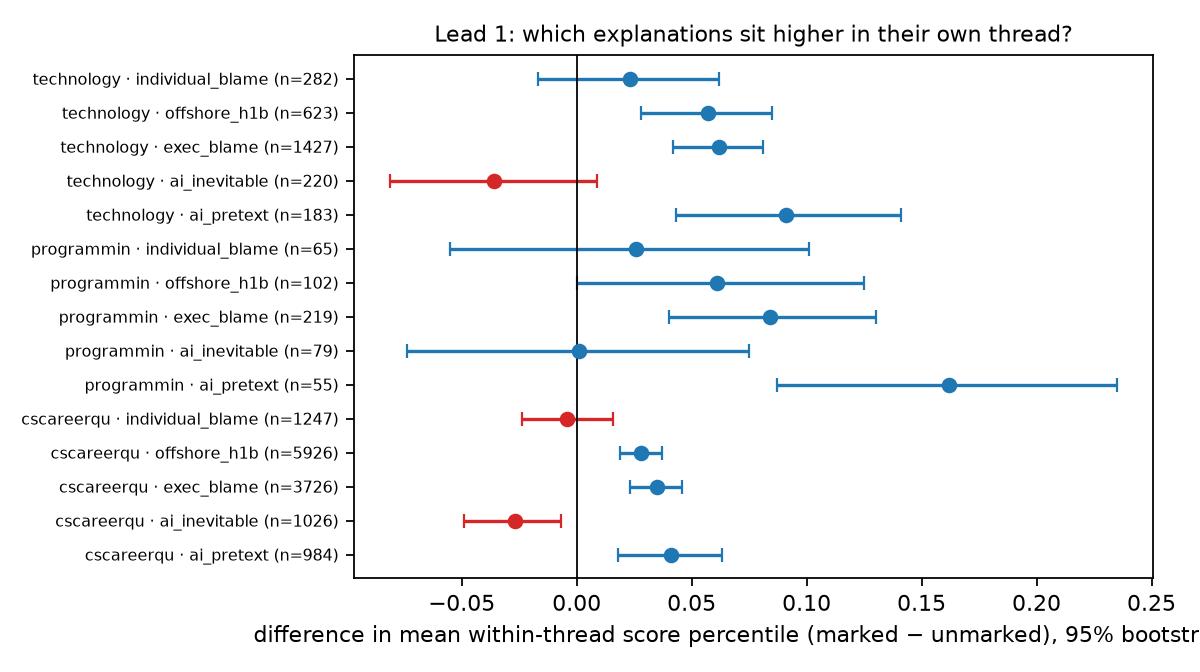 Lead 1: which explanations sit higher in their own thread?
technology · individual_blame (n=282)
technology · offshore_h1b (n=623)
technology · exec_blame (n=1427)
technology · ai_inevitable (n=220)
technology · ai_pretext (n=183)
programmin · individual_blame (n=65)
programmin · offshore_h1b (n=102)
programmin · exec_blame (n=219)
programmin · ai_inevitable (n=79)
programmin · ai_pretext (n=55)
cscareerqu · individual_blame (n=1247)
cscareerqu · offshore_h1b (n=5926)
cscareerqu · exec_blame (n=3726)
cscareerqu · ai_inevitable (n=1026)
cscareerqu · ai_pretext (n=984)
−0.05 0.00 0.05 0.10 0.15 0.20 0.25
difference in mean within-thread score percentile (marked − unmarked), 95% bootstr